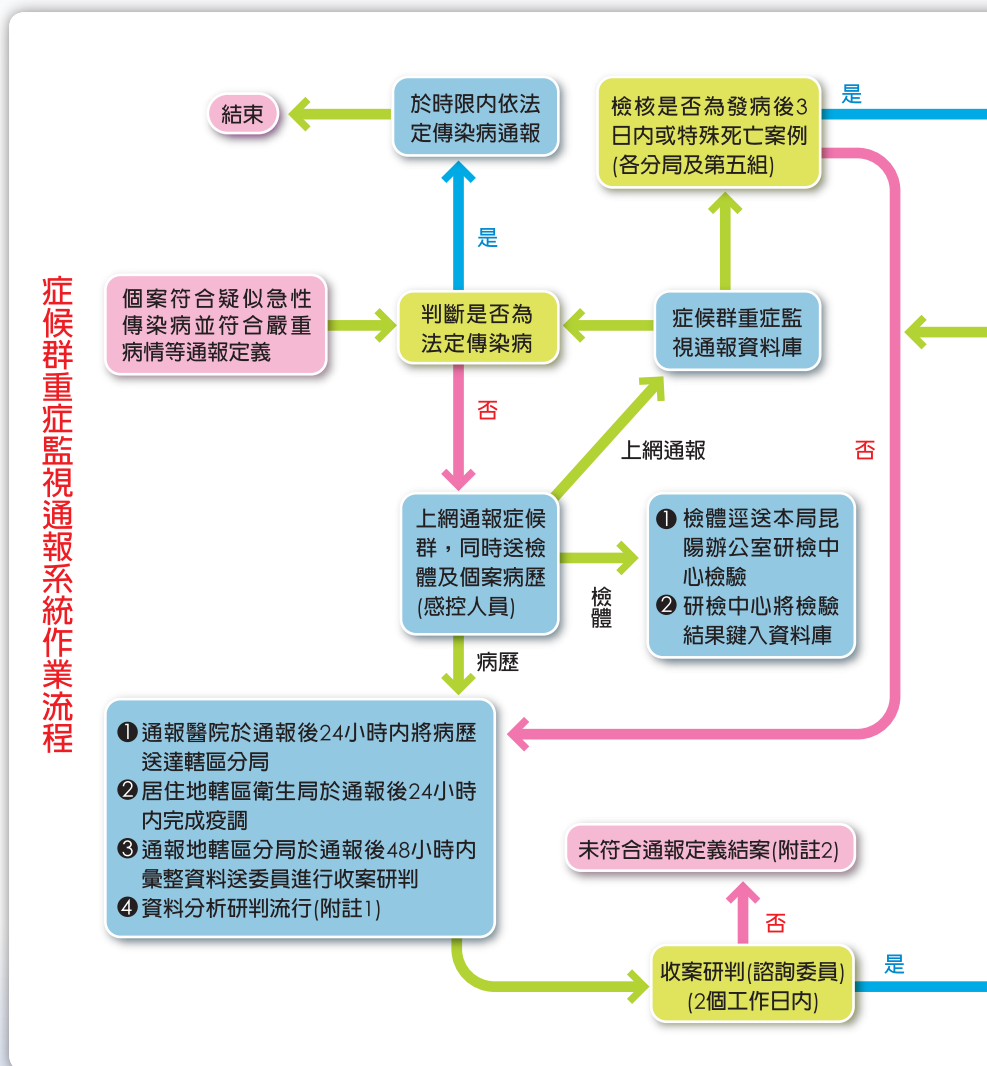 症候群重症監視通報系統作業流程
結束
於時限內依法
定傳染病通報
檢核是否為發病後3
日內或特殊死亡案例
(各分局及第五組)
是
是
個案符合疑似急性
傳染病並符合嚴重
病情等通報定義
判斷是否為
法定傳染病
症候群重症監
視通報資料庫
否
上網通報
否
上網通報症候
群，同時送檢
體及個案病歷
(感控人員)
檢體
❶ 檢體逕送本局昆
陽辦公室研檢中
心檢驗
❷ 研檢中心將檢驗
結果鍵入資料庫
病歷
❶ 通報醫院於通報後24小時內將病歷
送達轄區分局
❷ 居住地轄區衛生局於通報後24小時
內完成疫調
❸ 通報地轄區分局於通報後48小時內
彙整資料送委員進行收案研判
❹ 資料分析研判流行(附註1)
未符合通報定義結案(附註2)
否
收案研判(諮詢委員)
(2個工作日內)
是